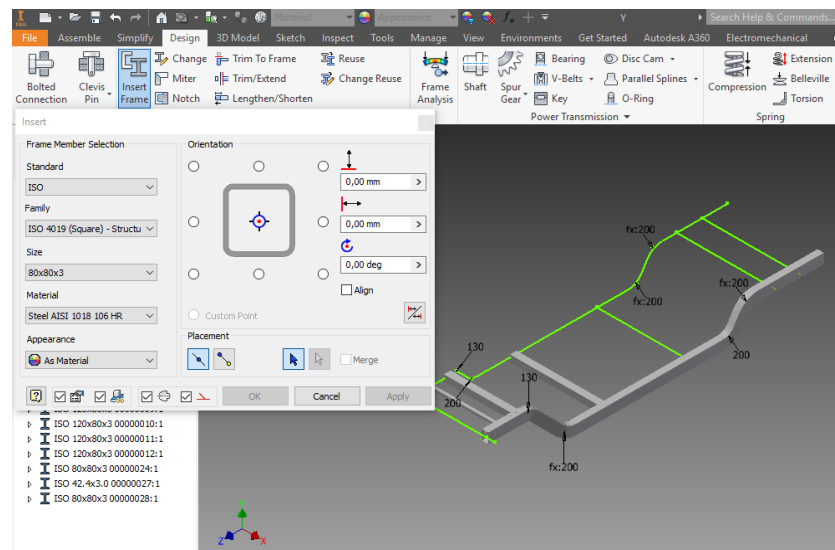 Material
Appearance
fx
Y
Search Help & Commands...
PRO
File Assemble Simplify Design 3D Model Sketch Inspect Tools Manage View Environments Get Started Autodesk A360 Electromechanical
Bolted Connection
Clevis Pin
Insert Frame
Change
Miter
Notch
Trim To Frame
Trim/Extend
Lengthen/Shorten
Reuse
Change Reuse
Frame Analysis
Shaft
Spur Gear
Bearing
V-Belts
Key
Disc Cam
Parallel Splines
O-Ring
Power Transmission
Compression
Extension
Belleville
Torsion
Spring
Insert
Frame Member Selection
Standard
ISO
Family
ISO 4019 (Square) - Structu
Size
80x80x3
Material
Steel AISI 1018 106 HR
Appearance
As Material
Orientation
0,00 mm
0,00 mm
0,00 deg
Align
Custom Point
Placement
Merge
OK Cancel Apply
ISO 120x80x3 00000009:1
ISO 120x80x3 00000010:1
ISO 120x80x3 00000011:1
ISO 120x80x3 00000012:1
ISO 80x80x3 00000024:1
ISO 42.4x3.0 00000027:1
ISO 80x80x3 00000028:1
fx:200
fx:200
fx:200
200
130
130
200
fx:200
Z
X